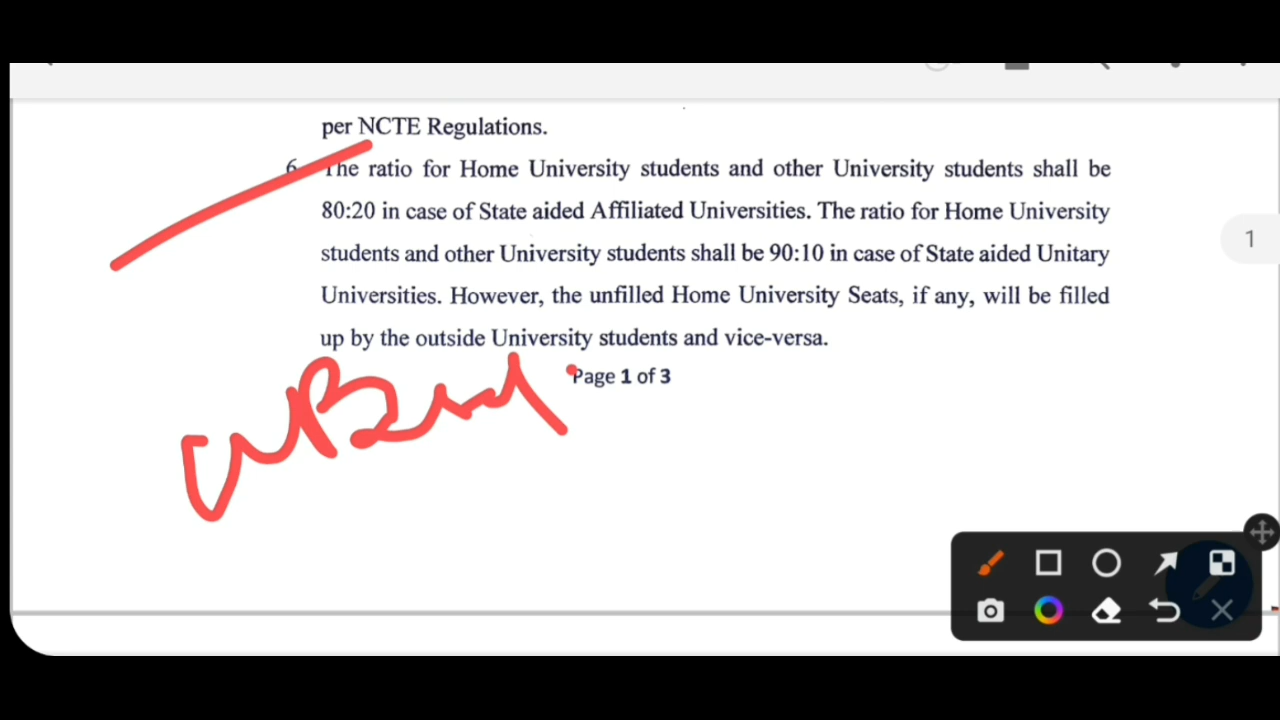 per NCTE Regulations.
6. The ratio for Home University students and other University students shall be
80:20 in case of State aided Affiliated Universities. The ratio for Home University
students and other University students shall be 90:10 in case of State aided Unitary
Universities. However, the unfilled Home University Seats, if any, will be filled
up by the outside University students and vice-versa.
Page 1 of 3
1